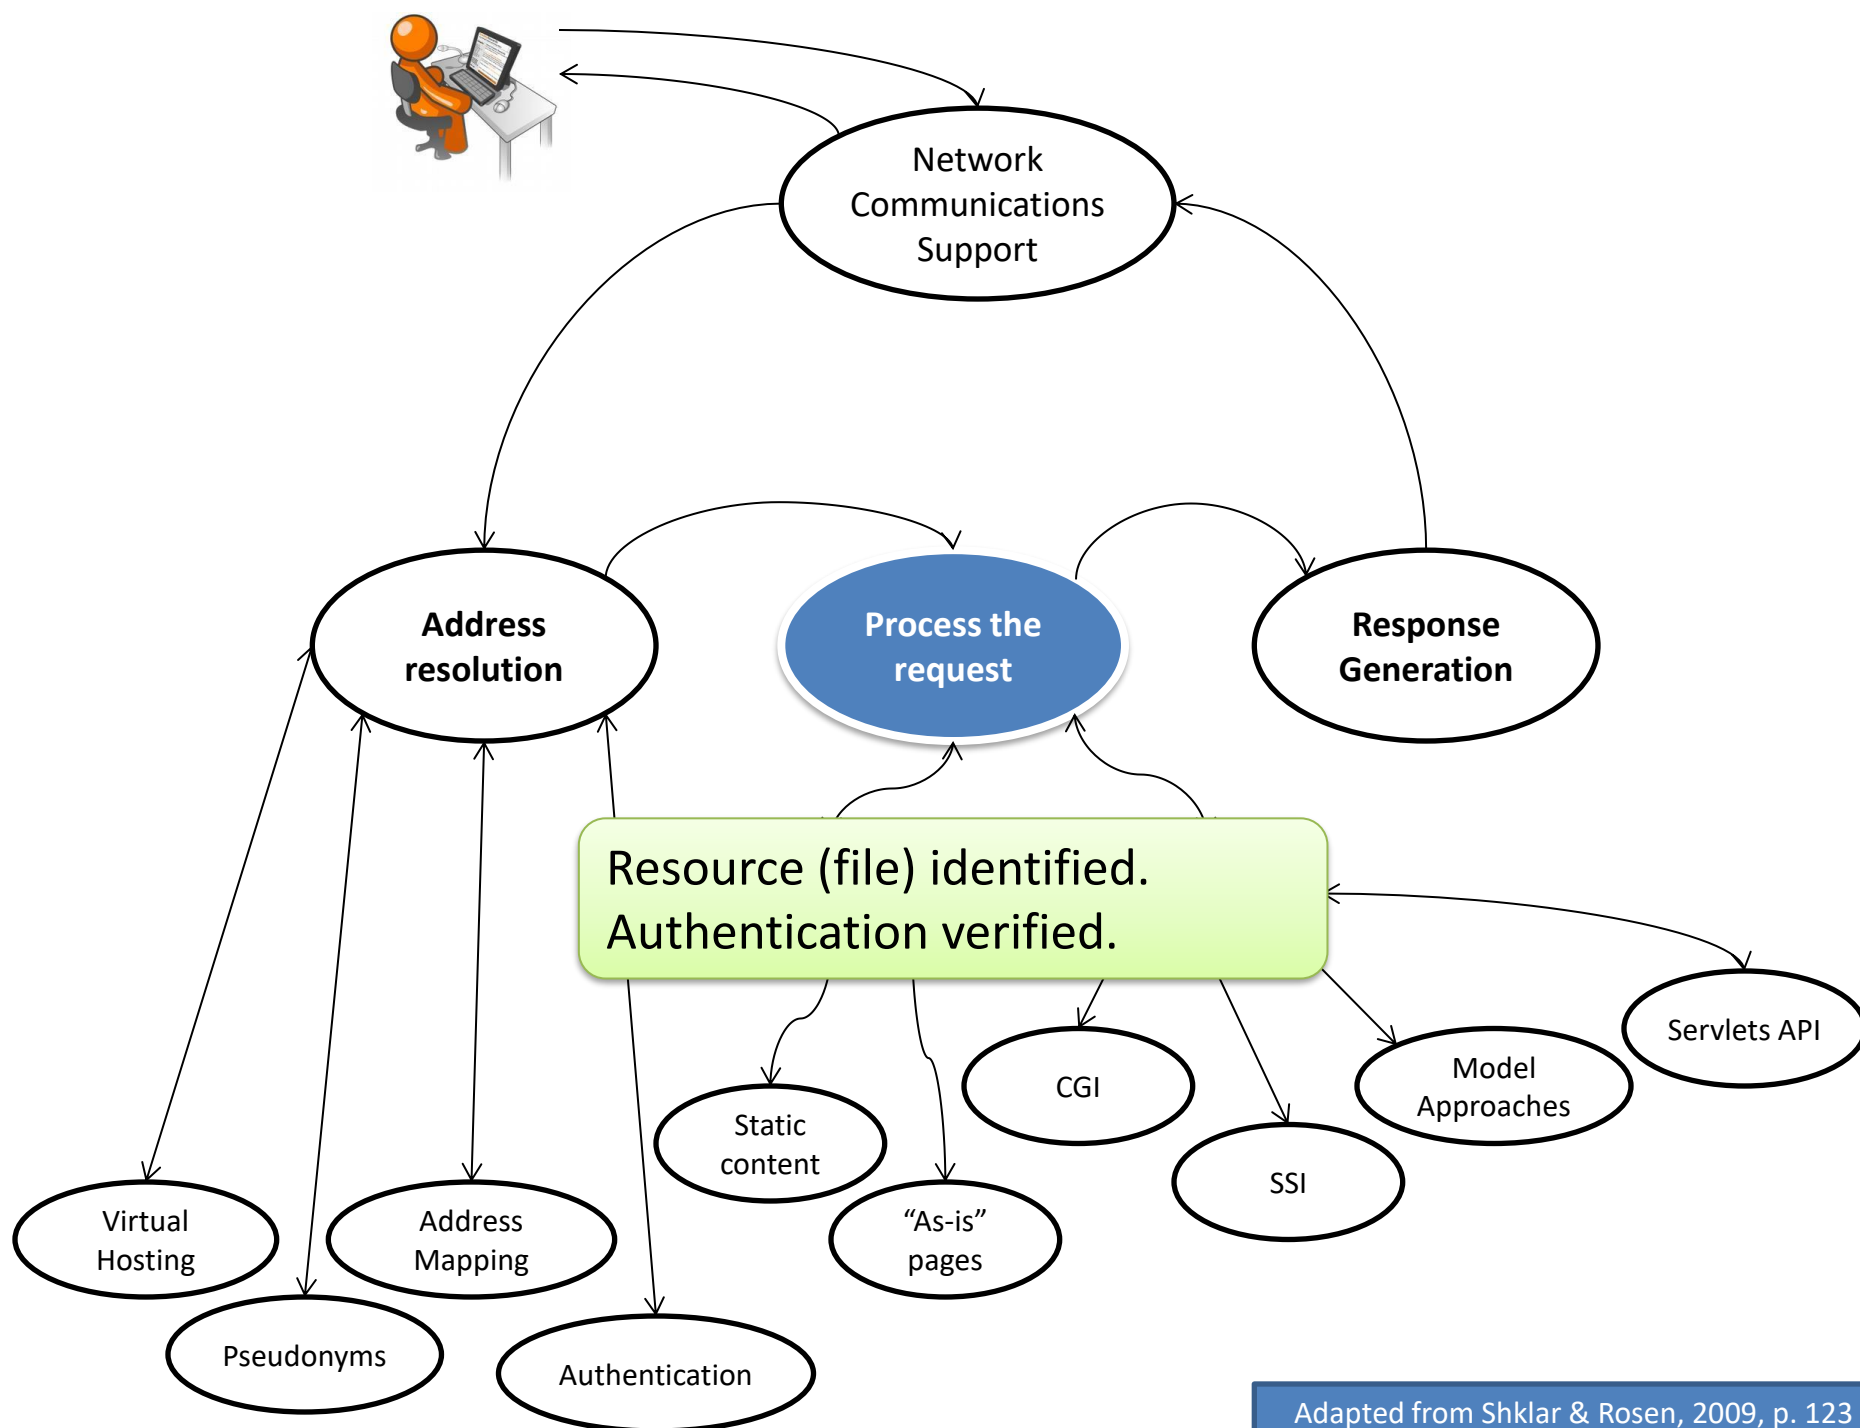 Network
Communications
Support
Address
resolution
Process the
request
Response
Generation
Resource (file) identified.
Authentication verified.
Servlets API
Model
Approaches
CGI
Static
content
SSI
“As-is”
pages
Virtual
Hosting
Address
Mapping
Pseudonyms
Authentication
Adapted from Shklar & Rosen, 2009, p. 123